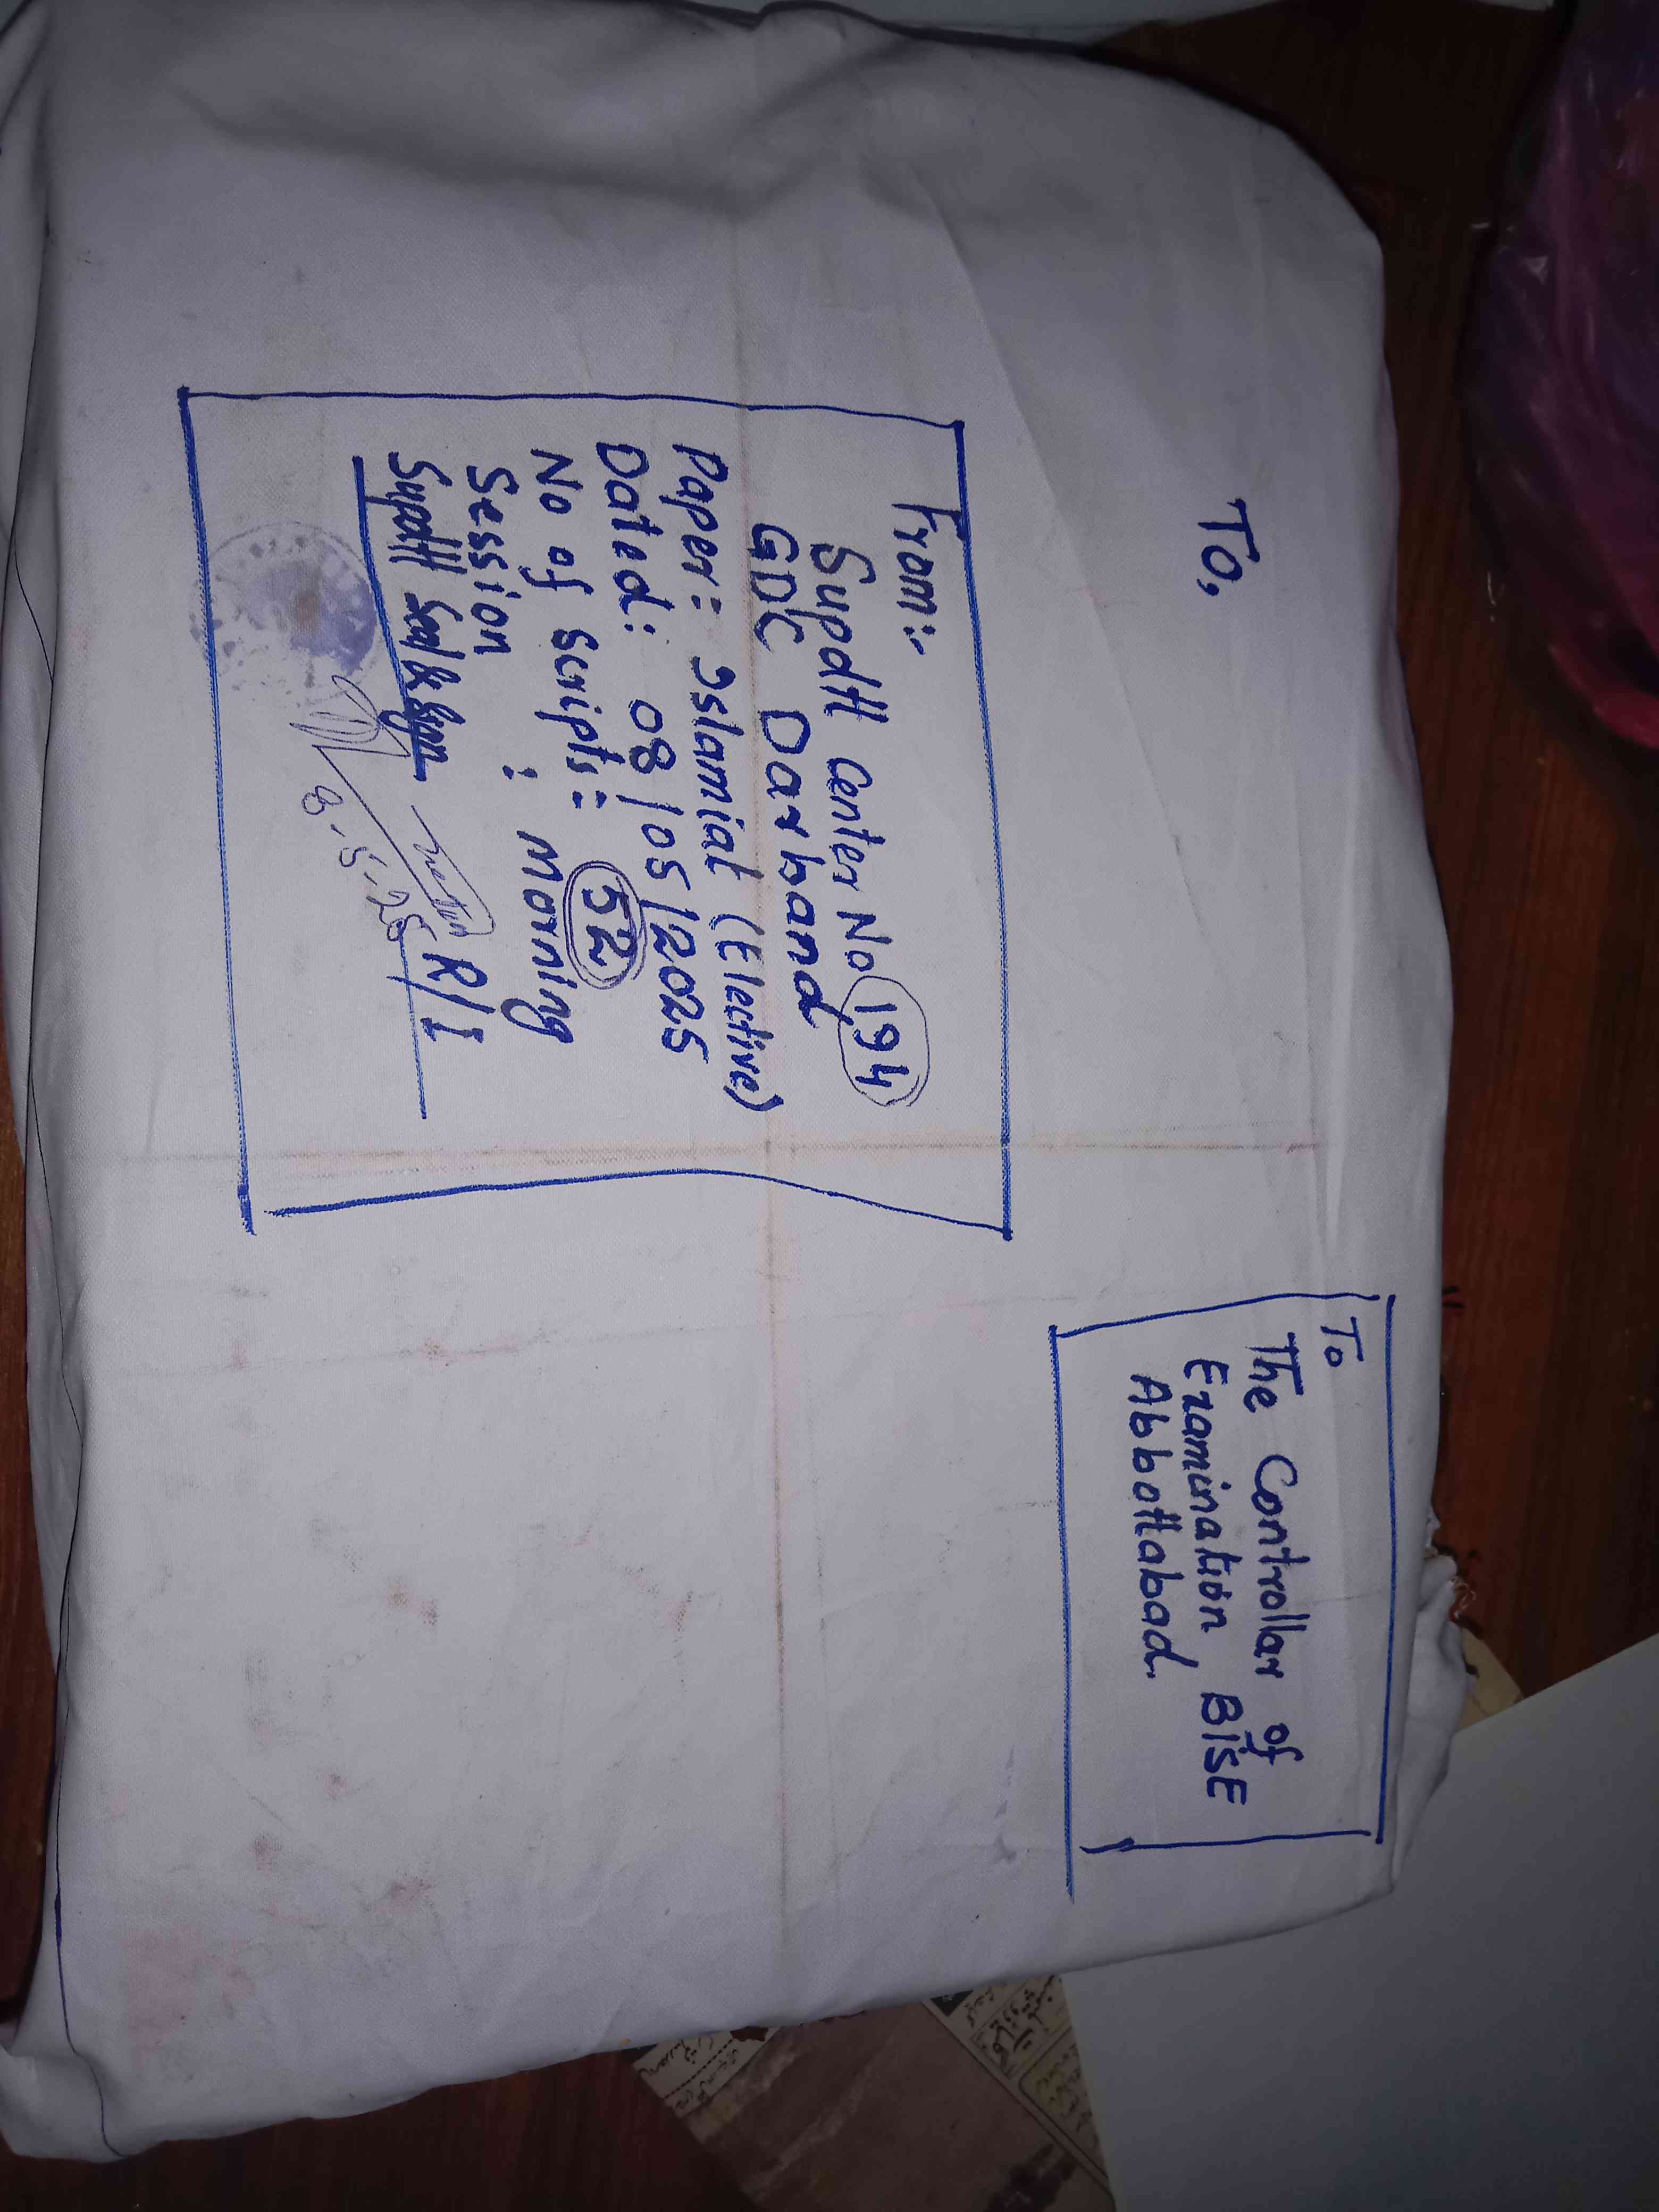 To,
To
The Controllar of
Examination BISE
Abbottabad.
From:-
Supdtt Center No 194
GDC Darband
Paper: Islamiat (Elective)
Dated: 08/05/2025
No of Scripts: 52
Session : Morning
Supdtt Seal & Sign
R/I
8-5-25